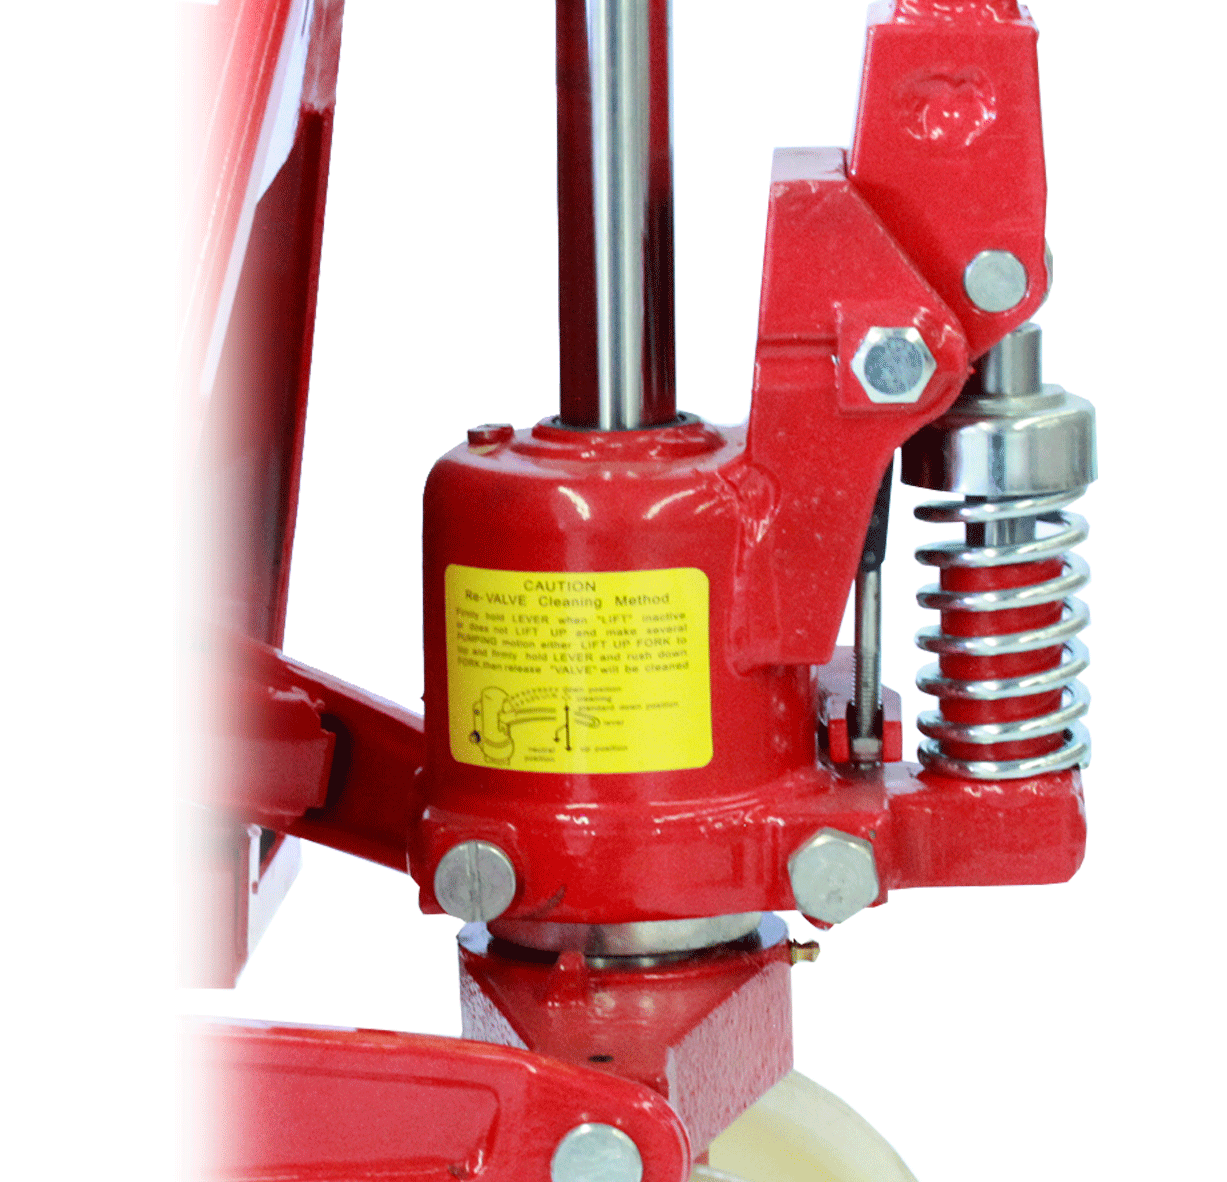 CAUTION
Re-VALVE Cleaning Method
Firmly hold LEVER when "LIFT" inactive
or does not LIFT UP and make several
PUMPING motion either LIFT UP FORK to
top and firmly hold LEVER and rush down
FORK.then release "VALVE" will be cleaned
down position
cleaning
standard down position
lever
neutral
up position
position